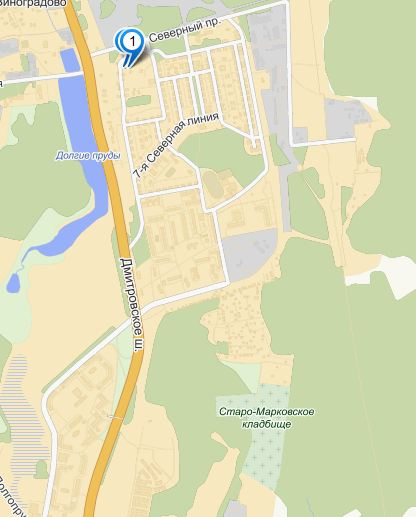 Виноградово
1
Северный пр.
7-я Северная линия
Долгие пруды
Дмитровское ш.
Старо-Марковское
кладбище